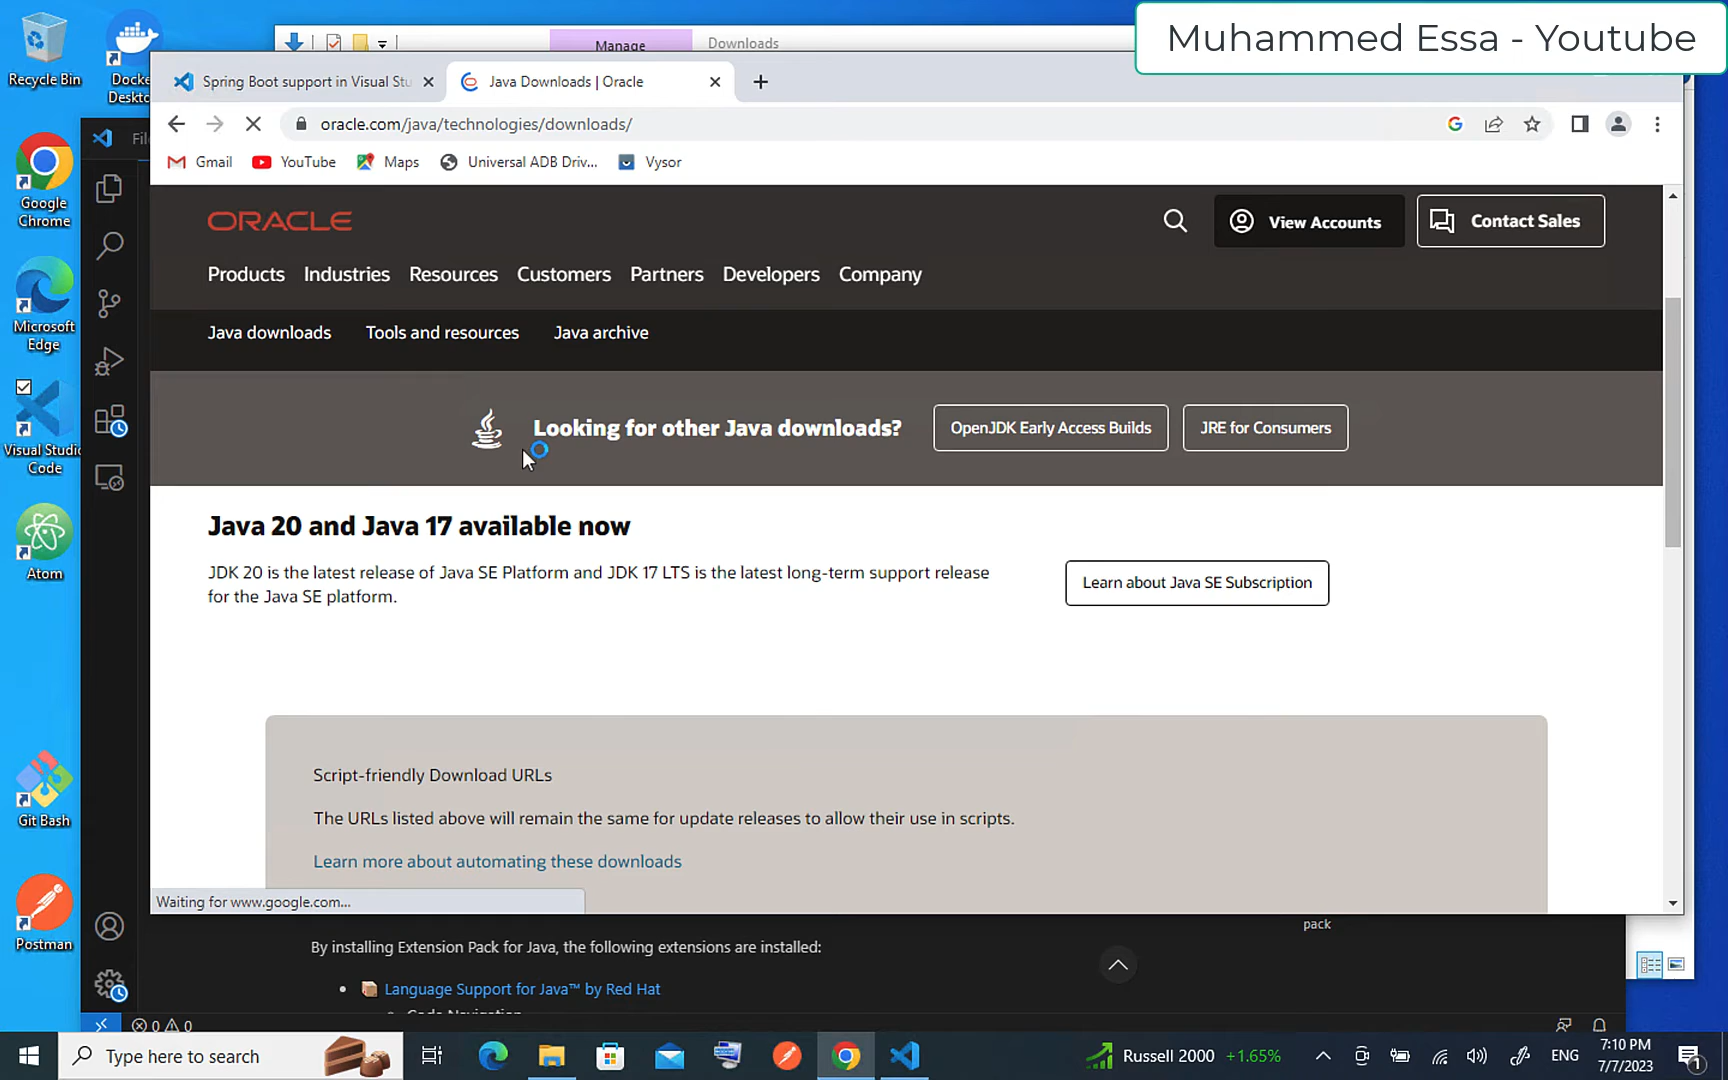 Muhammed Essa - Youtube
Manage
Downloads
Spring Boot support in Visual Stu
Java Downloads | Oracle
oracle.com/java/technologies/downloads/
Gmail
YouTube
Maps
Universal ADB Driv...
Vysor
ORACLE
View Accounts
Contact Sales
Products
Industries
Resources
Customers
Partners
Developers
Company
Java downloads
Tools and resources
Java archive
Looking for other Java downloads?
OpenJDK Early Access Builds
JRE for Consumers
Java 20 and Java 17 available now
JDK 20 is the latest release of Java SE Platform and JDK 17 LTS is the latest long-term support release
for the Java SE platform.
Learn about Java SE Subscription
Script-friendly Download URLs
The URLs listed above will remain the same for update releases to allow their use in scripts.
Learn more about automating these downloads
Waiting for www.google.com...
pack
By installing Extension Pack for Java, the following extensions are installed:
Language Support for Java™ by Red Hat
Code Navigation
0
0
Recycle Bin
Docke
Deskto
Google
Chrome
Microsoft
Edge
Visual Studi
Code
Atom
Git Bash
Postman
Fil
Type here to search
Russell 2000 +1.65%
ENG
7:10 PM
7/7/2023
1